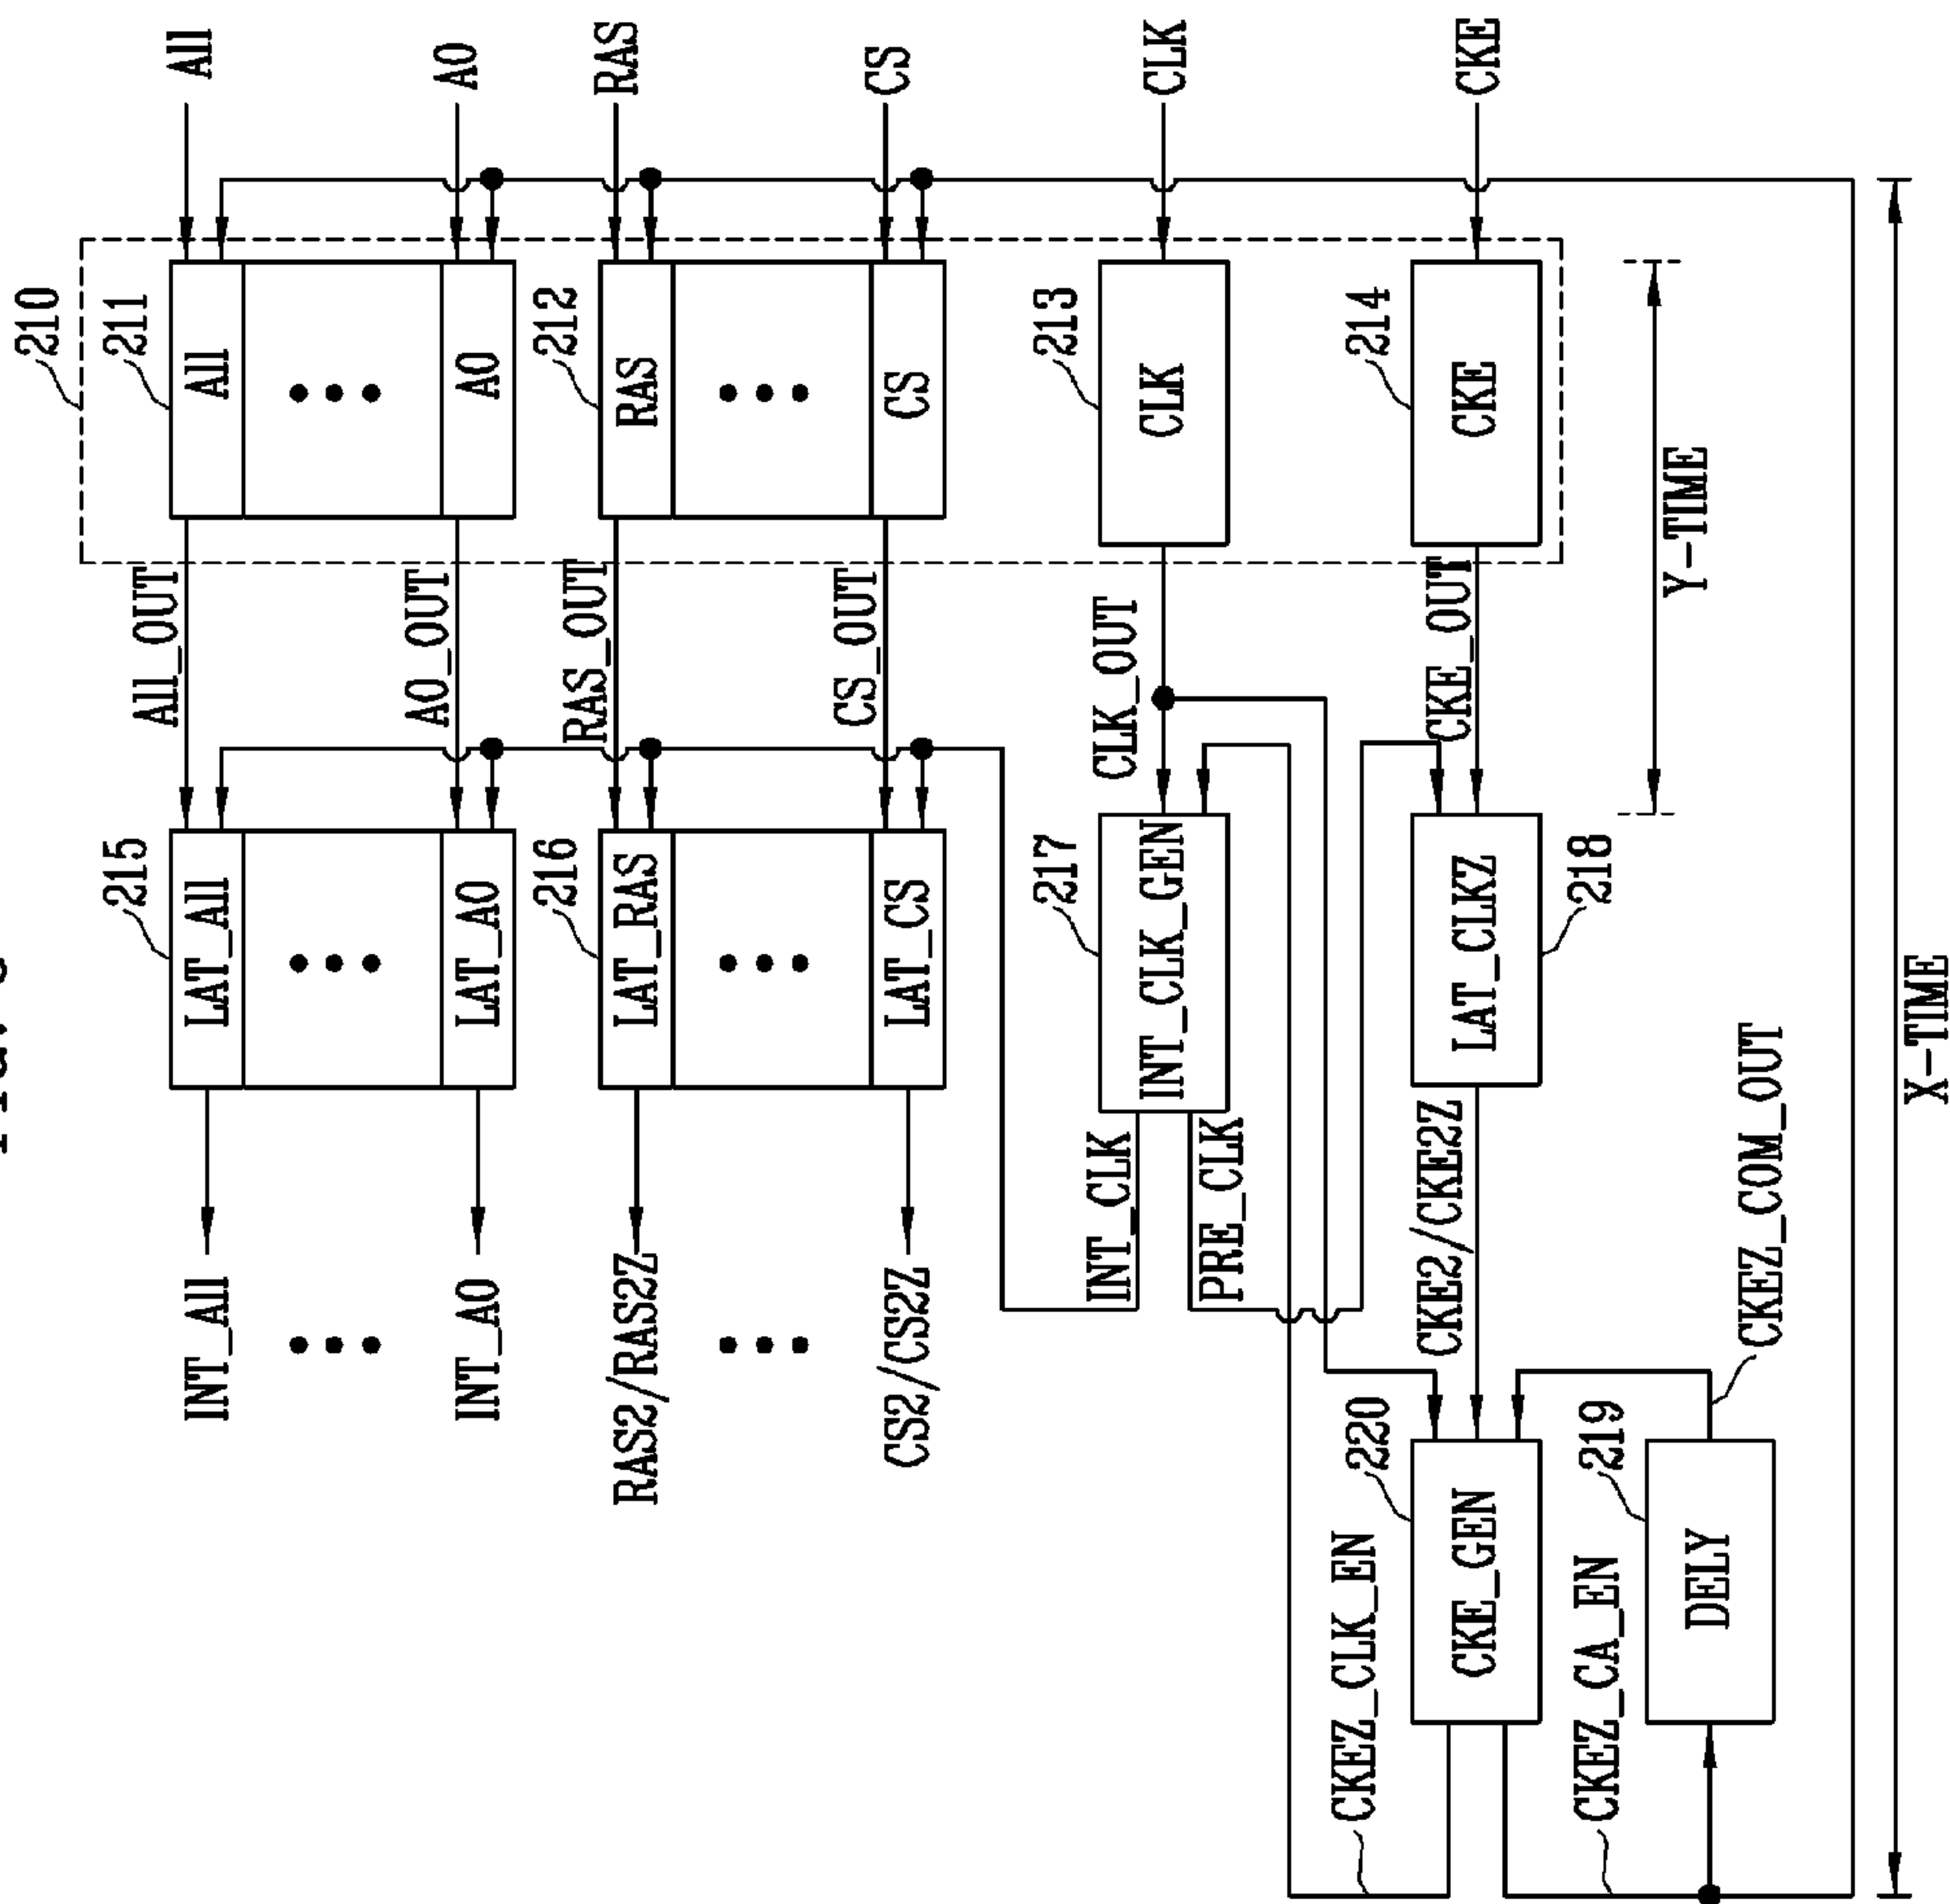 A11
A0
RAS
CS
CLK
CKE
210
211
A11
A0
212
RAS
CS
213
CLK
214
CKE
Y-TIME
A11_OUT
A0_OUT
RAS_OUT
CS_OUT
CLK_OUT
CKE_OUT
215
LAT_A11
LAT_A0
216
LAT_RAS
LAT_CS
217
INT_CLK_GEN
LAT_CLKZ
218
X-TIME
INT_CLK
PRE_CLK
CKE2/CKE2Z
CKEZ_COM_OUT
INT_A11
INT_A0
RAS2/RAS2Z
CS2/CS2Z
220
CKE_GEN
219
DELY
CKEZ_CLK_EN
CKEZ_CA_EN